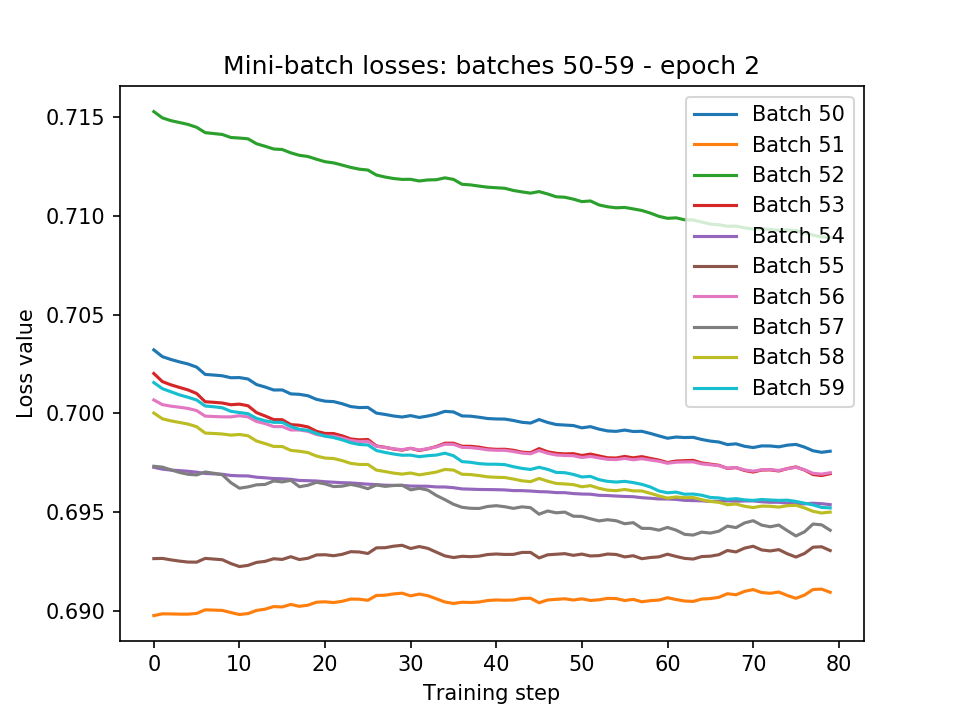 Mini-batch losses: batches 50-59 - epoch 2
0.715
0.710
0.705
0.700
0.695
0.690
Loss value
Batch 50
Batch 51
Batch 52
Batch 53
Batch 54
Batch 55
Batch 56
Batch 57
Batch 58
Batch 59
0 10 20 30 40 50 60 70 80
Training step